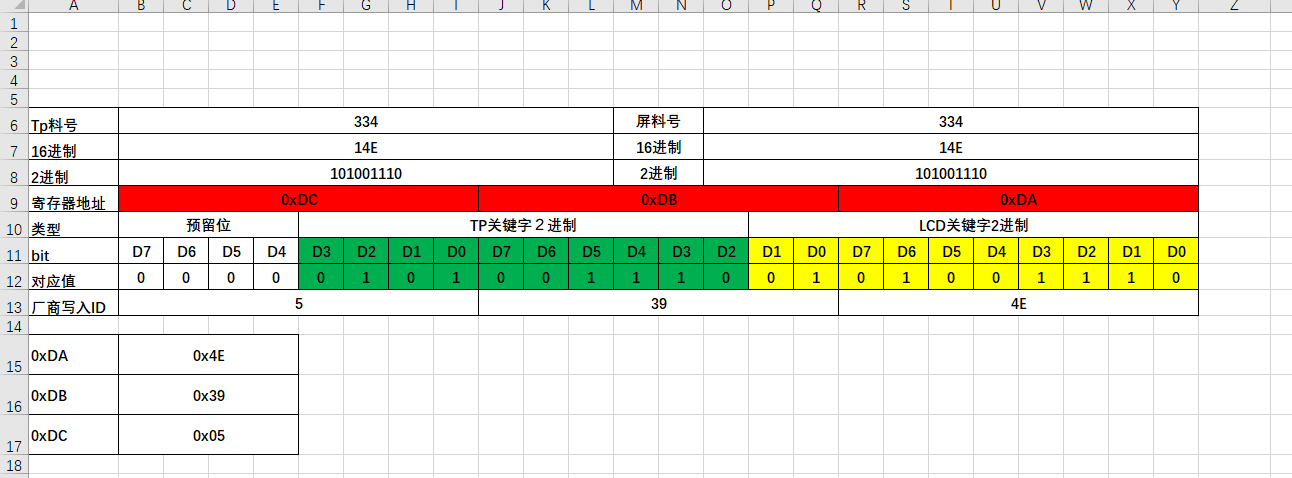 A B C D E F G H I J K L M N O P Q R S T U V W X Y Z
1
2
3
4
5
6 Tp料号 334 屏料号 334
7 16进制 14E 16进制 14E
8 2进制 101001110 2进制 101001110
9 寄存器地址 0xDC 0xDB 0xDA
10 类型 预留位 TP关键字２进制 LCD关键字2进制
11 bit D7 D6 D5 D4 D3 D2 D1 D0 D7 D6 D5 D4 D3 D2 D1 D0 D7 D6 D5 D4 D3 D2 D1 D0
12 对应值 0 0 0 0 0 1 0 1 0 0 1 1 1 0 0 1 0 1 0 0 1 1 1 0
13 厂商写入ID 5 39 4E
14
15 0xDA 0x4E
16 0xDB 0x39
17 0xDC 0x05
18